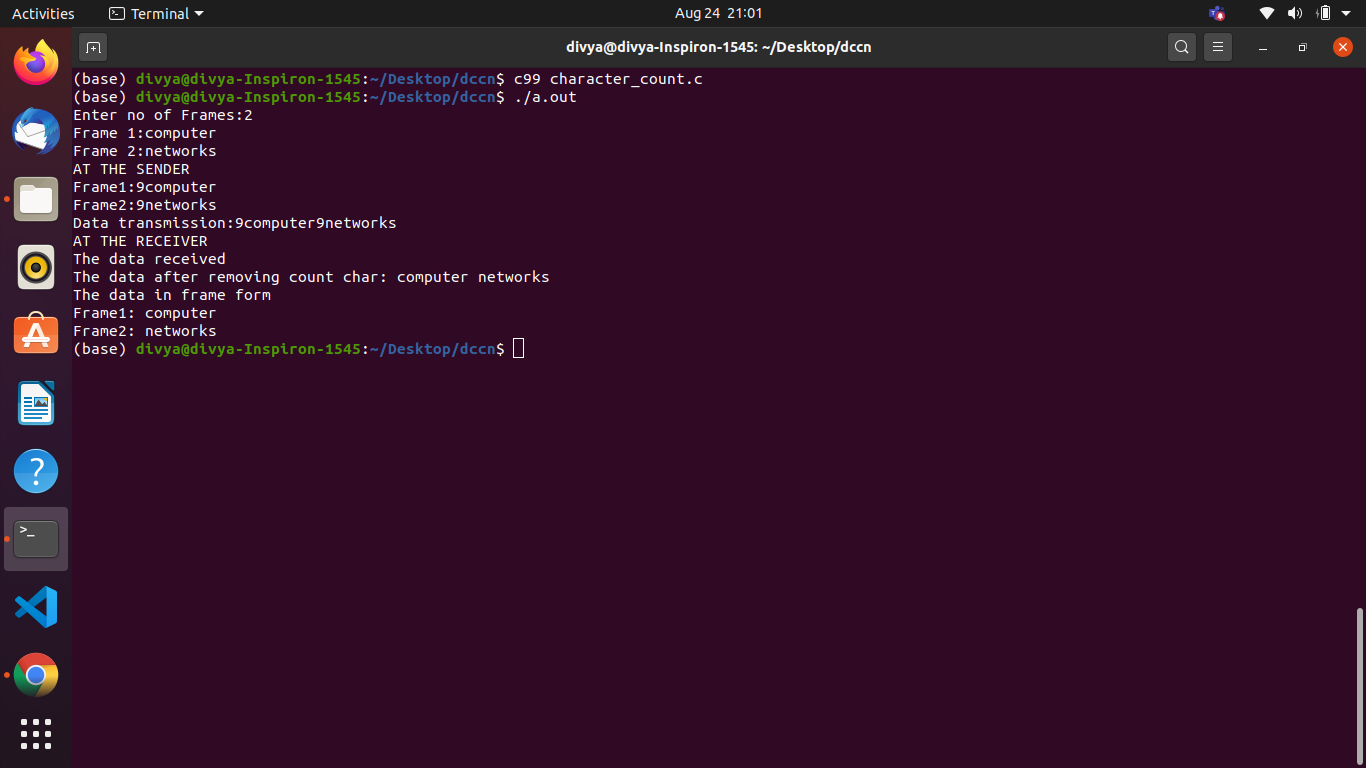 Activities Terminal Aug 24 21:01
divya@divya-Inspiron-1545: ~/Desktop/dccn
(base) divya@divya-Inspiron-1545:~/Desktop/dccn$ c99 character_count.c
(base) divya@divya-Inspiron-1545:~/Desktop/dccn$ ./a.out
Enter no of Frames:2
Frame 1:computer
Frame 2:networks
AT THE SENDER
Frame1:9computer
Frame2:9networks
Data transmission:9computer9networks
AT THE RECEIVER
The data received
The data after removing count char: computer networks
The data in frame form
Frame1: computer
Frame2: networks
(base) divya@divya-Inspiron-1545:~/Desktop/dccn$